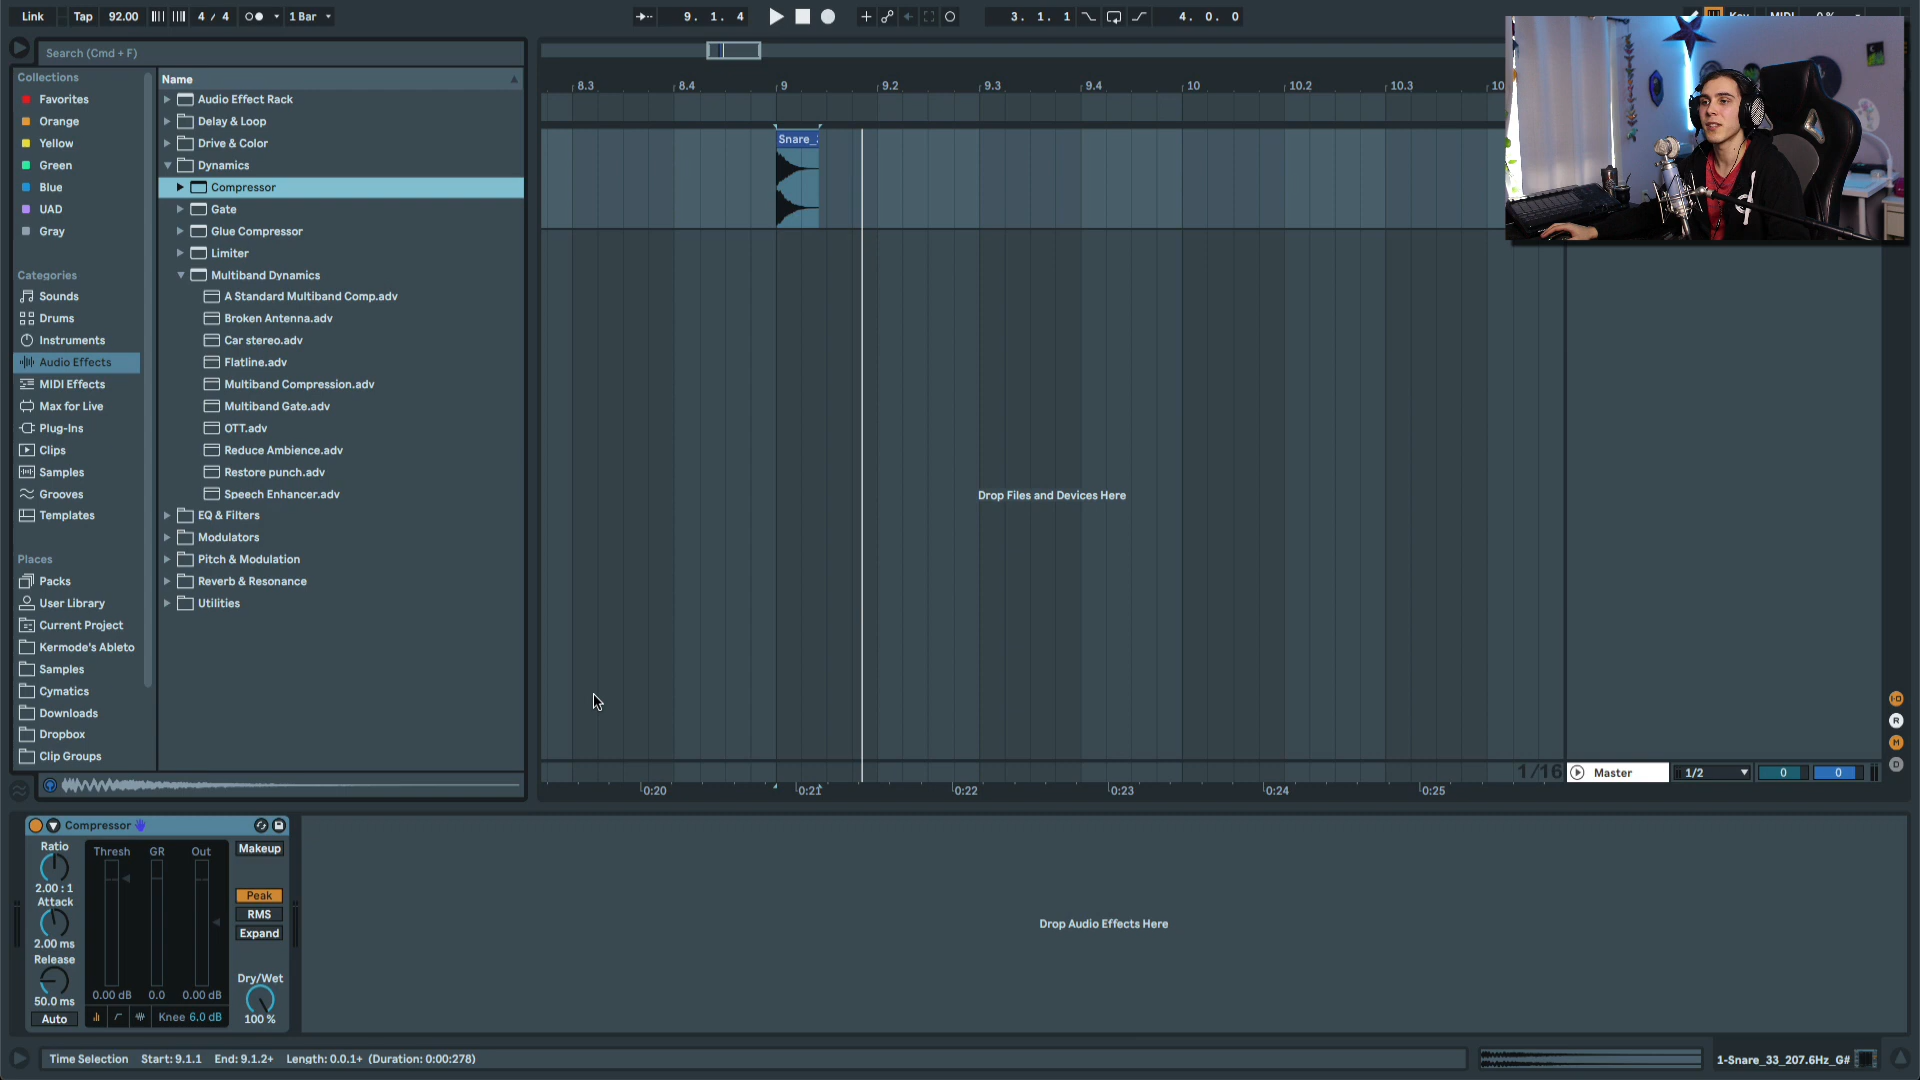 Link Tap 92.00 4 / 4 1 Bar 9. 1. 4 3. 1. 1 4. 0. 0
Search (Cmd + F)
Collections
Favorites
Orange
Yellow
Green
Blue
UAD
Gray
Categories
Sounds
Drums
Instruments
Audio Effects
MIDI Effects
Max for Live
Plug-Ins
Clips
Samples
Grooves
Templates
Places
Packs
User Library
Current Project
Kermode's Ableto
Samples
Cymatics
Downloads
Dropbox
Clip Groups
Name
Audio Effect Rack
Delay & Loop
Drive & Color
Dynamics
Compressor
Gate
Glue Compressor
Limiter
Multiband Dynamics
A Standard Multiband Comp.adv
Broken Antenna.adv
Car stereo.adv
Flatline.adv
Multiband Compression.adv
Multiband Gate.adv
OTT.adv
Reduce Ambience.adv
Restore punch.adv
Speech Enhancer.adv
EQ & Filters
Modulators
Pitch & Modulation
Reverb & Resonance
Utilities
8.3 8.4 9 9.2 9.3 9.4 10 10.2 10.3 10
Snare_
Drop Files and Devices Here
1/16
Master 1/2 0 0
I·O
R
M
D
0:20 0:21 0:22 0:23 0:24 0:25
Compressor
Ratio
2.00 : 1
Attack
2.00 ms
Release
50.0 ms
Auto
Thresh GR Out
0.00 dB 0.0 0.00 dB
Knee 6.0 dB
Makeup
Peak
RMS
Expand
Dry/Wet
100 %
Drop Audio Effects Here
Time Selection Start: 9.1.1 End: 9.1.2+ Length: 0.0.1+ (Duration: 0:00:278)
1-Snare_33_207.6Hz_G#